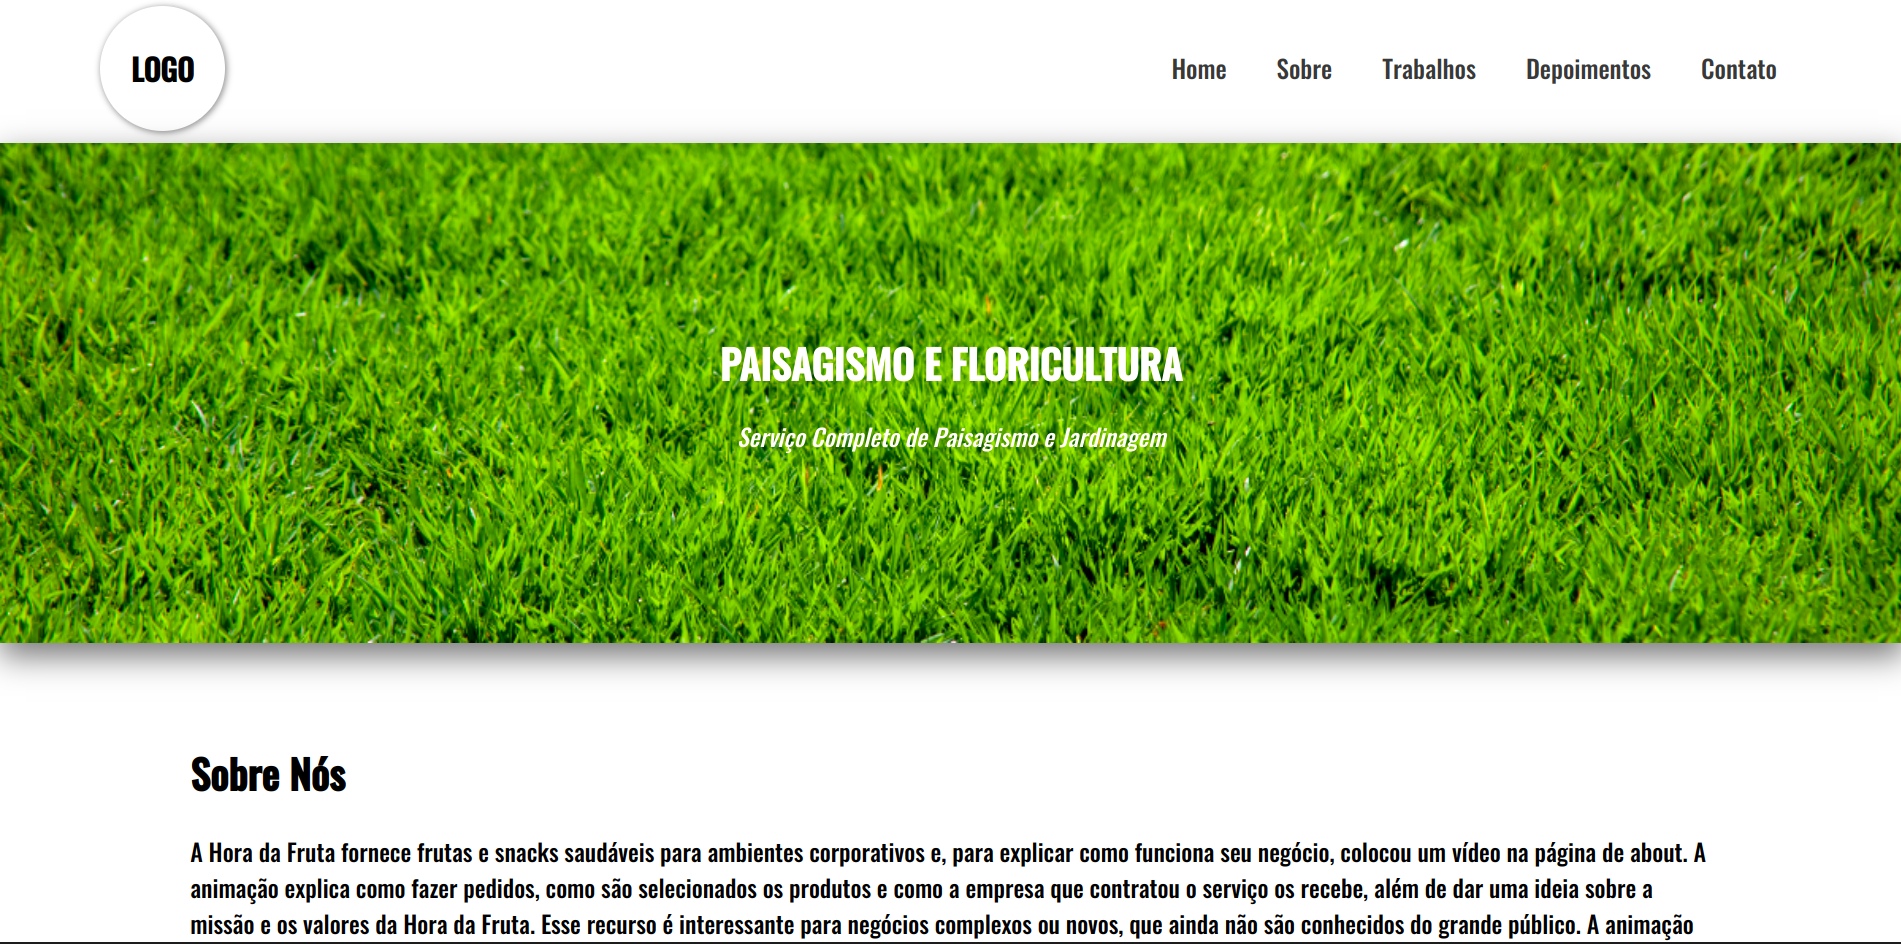 LOGO
Home Sobre Trabalhos Depoimentos Contato
PAISAGISMO E FLORICULTURA
Serviço Completo de Paisagismo e Jardinagem
Sobre Nós
A Hora da Fruta fornece frutas e snacks saudáveis para ambientes corporativos e, para explicar como funciona seu negócio, colocou um vídeo na página de about. A
animação explica como fazer pedidos, como são selecionados os produtos e como a empresa que contratou o serviço os recebe, além de dar uma ideia sobre a
missão e os valores da Hora da Fruta. Esse recurso é interessante para negócios complexos ou novos, que ainda não são conhecidos do grande público. A animação